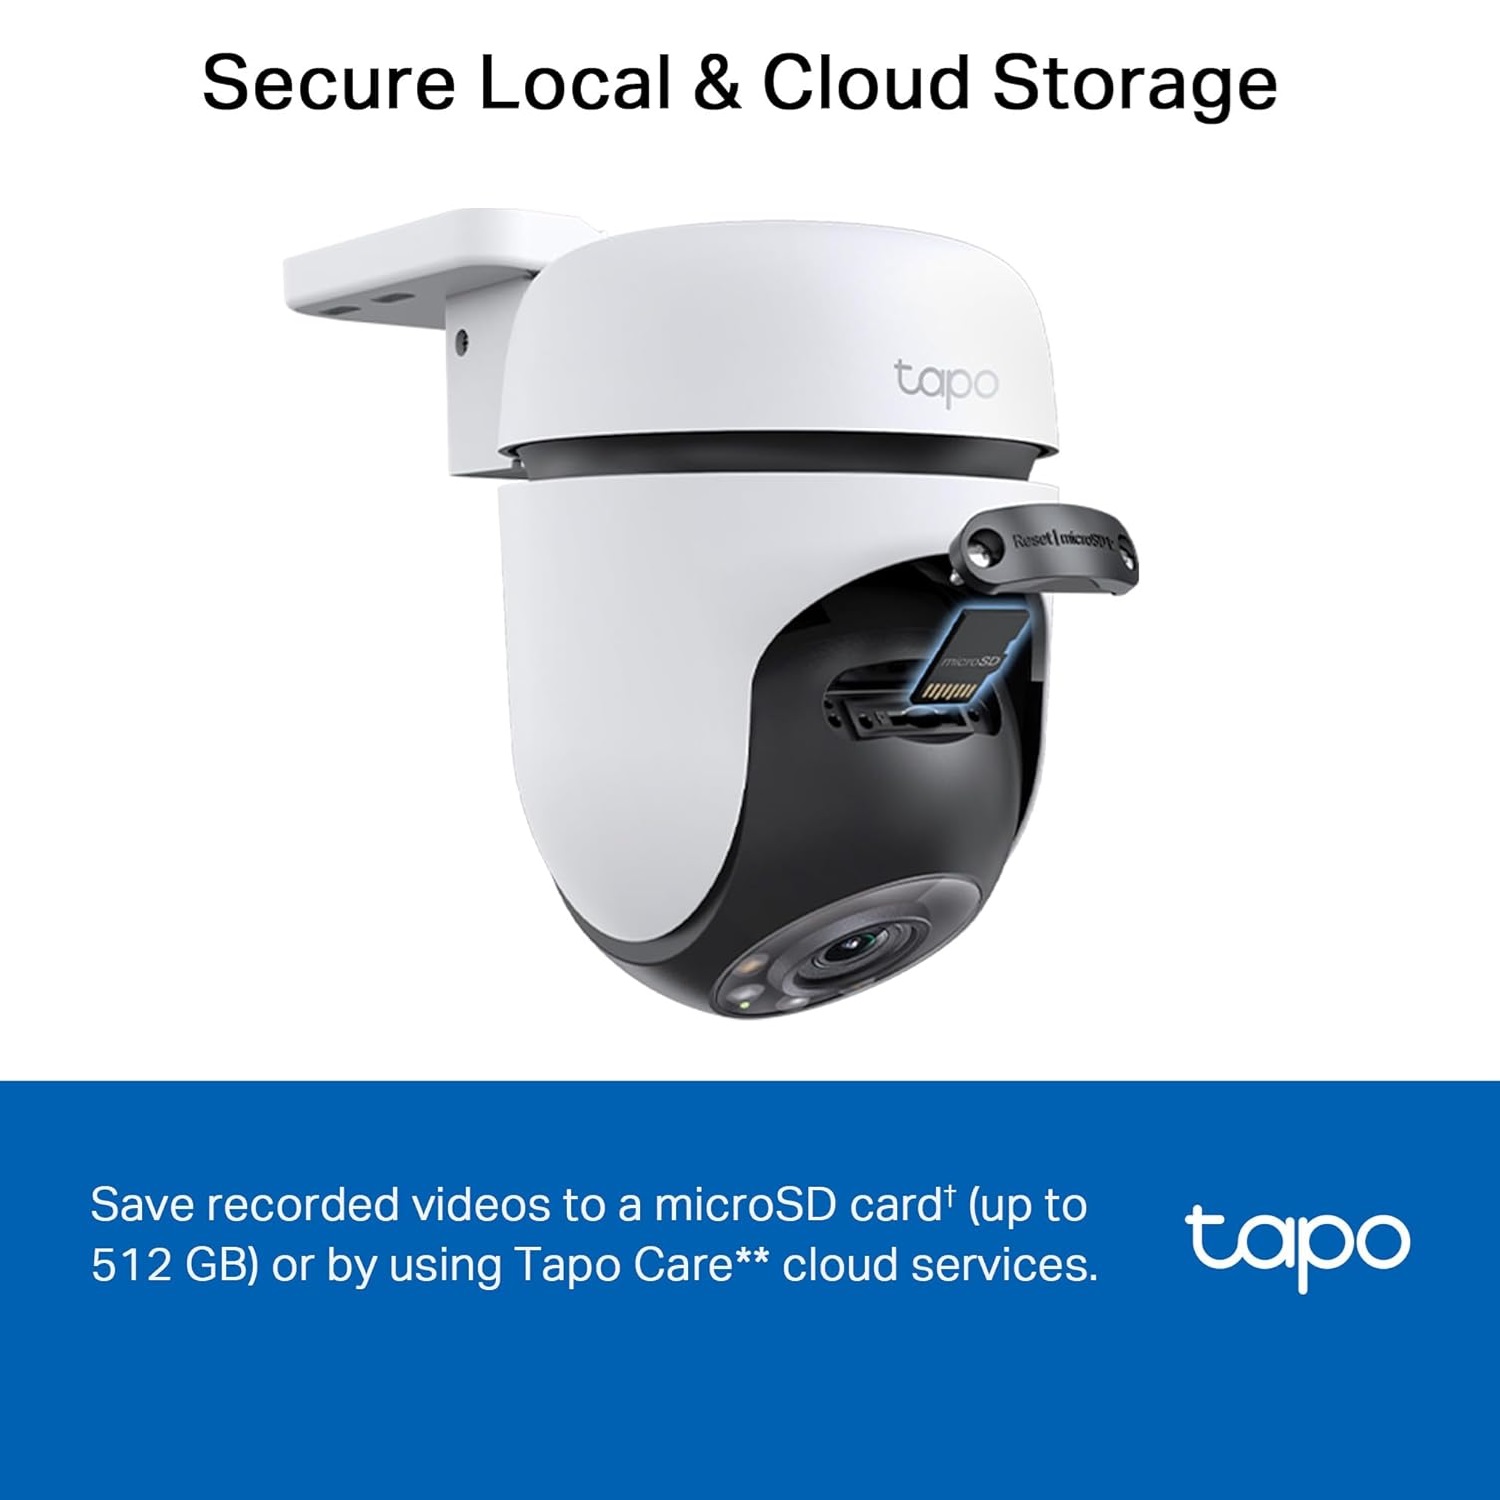 Secure Local & Cloud Storage
tapo
Reset | microSD
microSD
Save recorded videos to a microSD card† (up to
512 GB) or by using Tapo Care** cloud services.
tapo